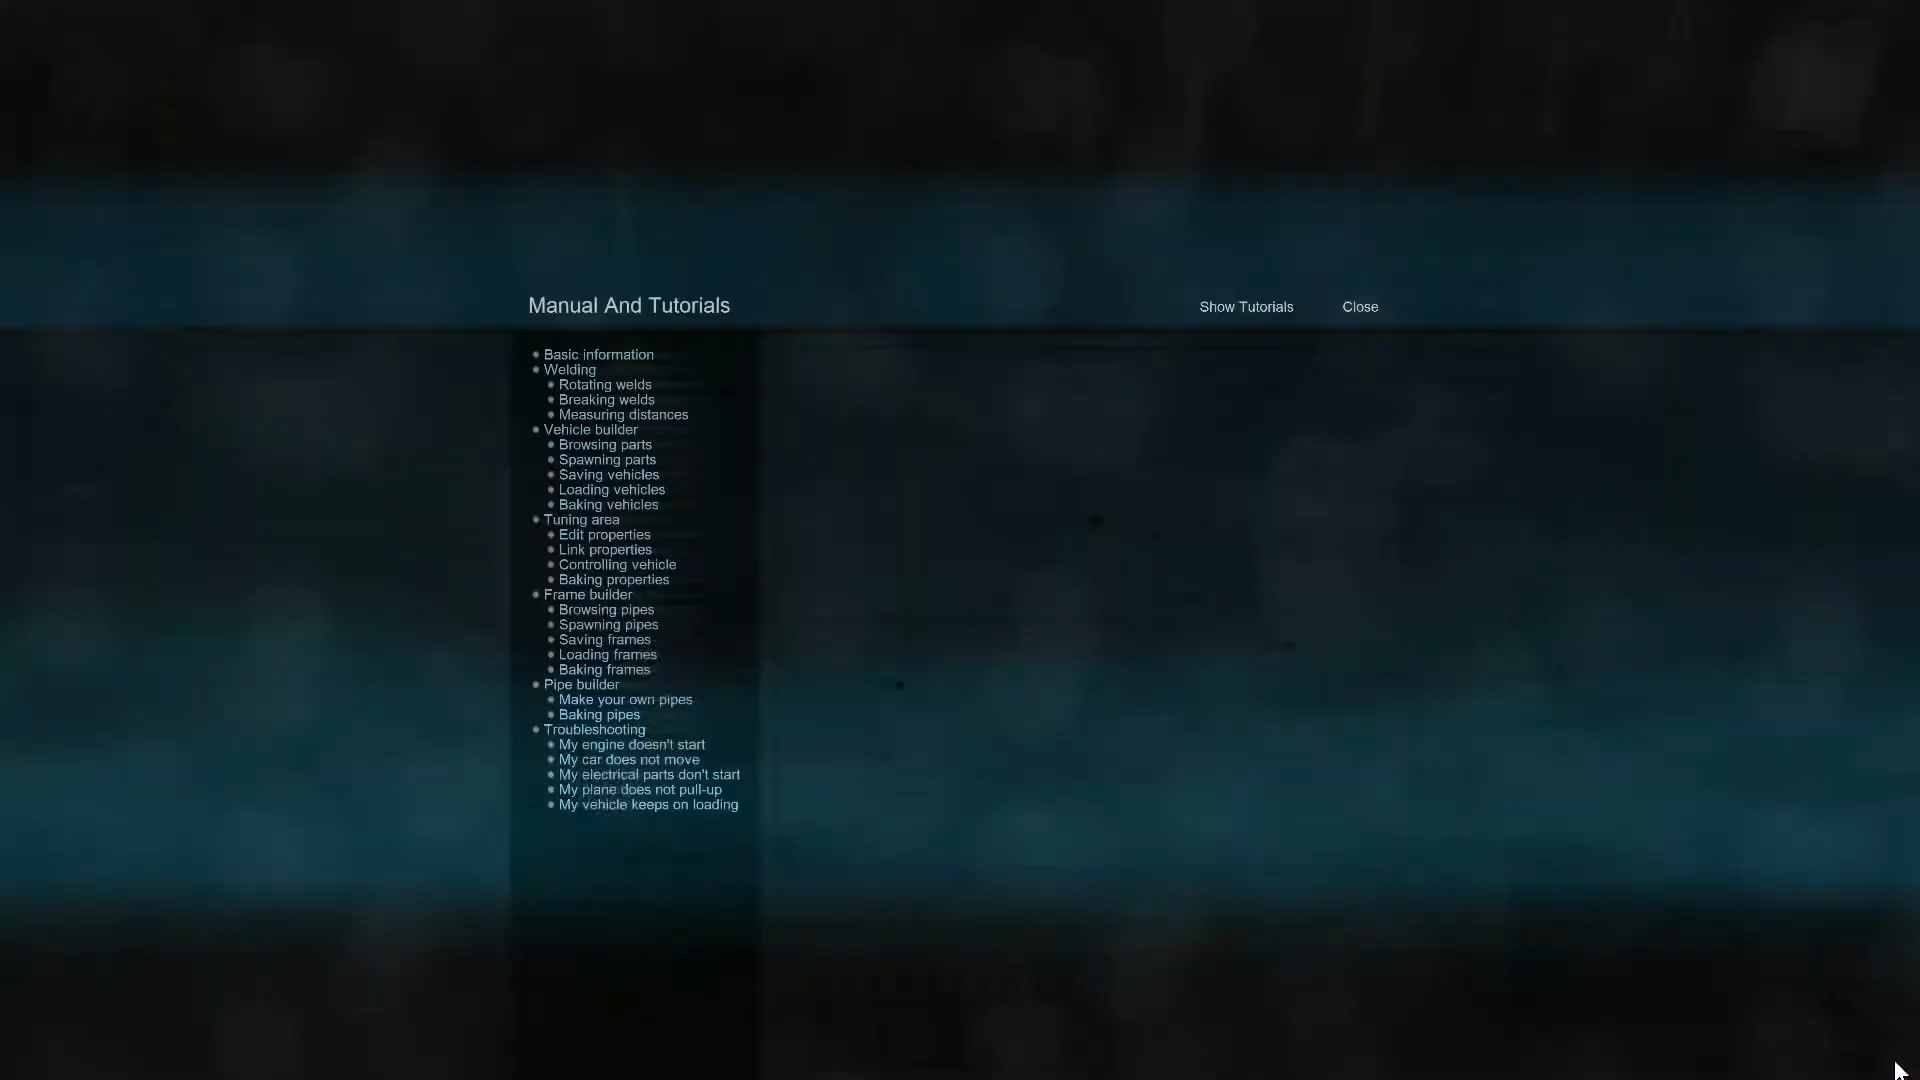 Manual And Tutorials
Show Tutorials
Close
Basic information
Welding
Rotating welds
Breaking welds
Measuring distances
Vehicle builder
Browsing parts
Spawning parts
Saving vehicles
Loading vehicles
Baking vehicles
Tuning area
Edit properties
Link properties
Controlling vehicle
Baking properties
Frame builder
Browsing pipes
Spawning pipes
Saving frames
Loading frames
Baking frames
Pipe builder
Make your own pipes
Baking pipes
Troubleshooting
My engine doesn't start
My car does not move
My electrical parts don't start
My plane does not pull-up
My vehicle keeps on loading